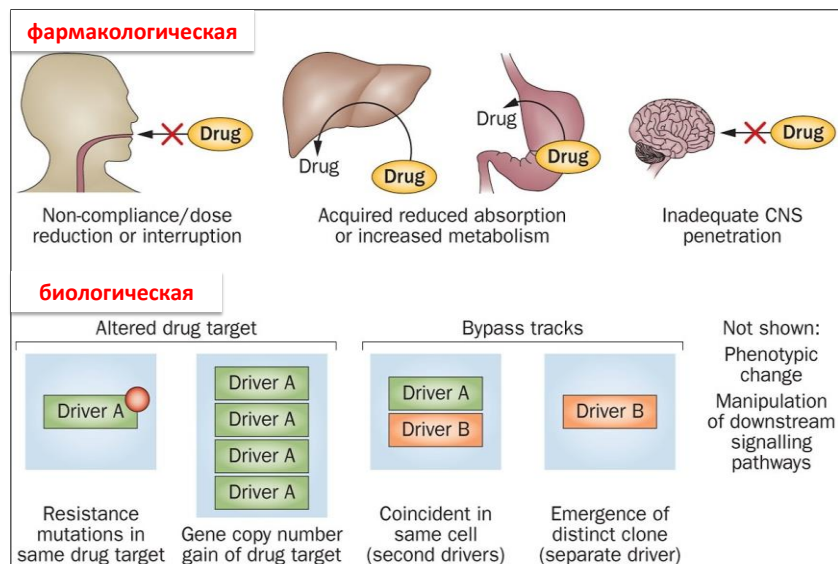 фармакологическая
Drug
Drug
Drug
Drug
Drug
Drug
Non-compliance/dose
reduction or interruption
Acquired reduced absorption
or increased metabolism
Inadequate CNS
penetration
биологическая
Altered drug target
Bypass tracks
Not shown:
Phenotypic
change
Manipulation
of downstream
signalling
pathways
Driver A
Driver A
Driver A
Driver A
Driver A
Driver A
Driver B
Driver B
Resistance
mutations in
same drug target
Gene copy number
gain of drug target
Coincident in
same cell
(second drivers)
Emergence of
distinct clone
(separate driver)